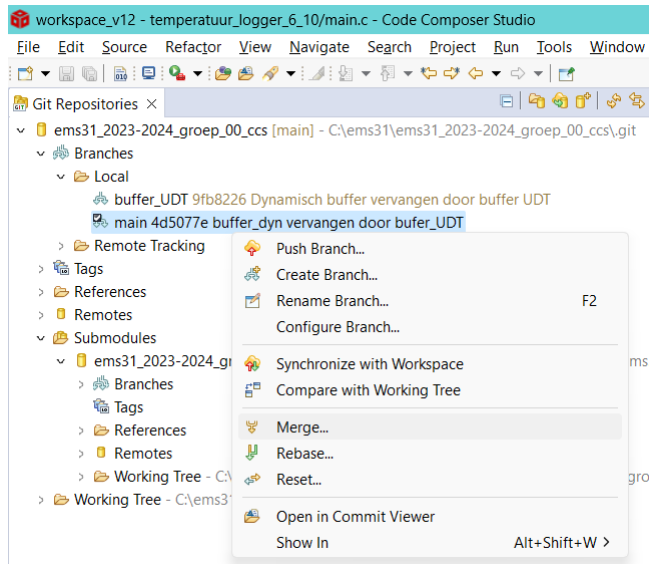 workspace_v12 - temperatuur_logger_6_10/main.c - Code Composer Studio
File Edit Source Refactor View Navigate Search Project Run Tools Window
Git Repositories
ems31_2023-2024_groep_00_ccs [main] - C:\ems31\ems31_2023-2024_groep_00_ccs\.git
Branches
Local
buffer_UDT 9fb8226 Dynamisch buffer vervangen door buffer UDT
main 4d5077e buffer_dyn vervangen door bufer_UDT
Remote Tracking
Tags
References
Remotes
Submodules
ems31_2023-2024_gr
ms
Branches
Tags
References
Remotes
Working Tree - C:\
gro
Working Tree - C:\ems3
Push Branch...
Create Branch...
Rename Branch... F2
Configure Branch...
Synchronize with Workspace
Compare with Working Tree
Merge...
Rebase...
Reset...
Open in Commit Viewer
Show In Alt+Shift+W >